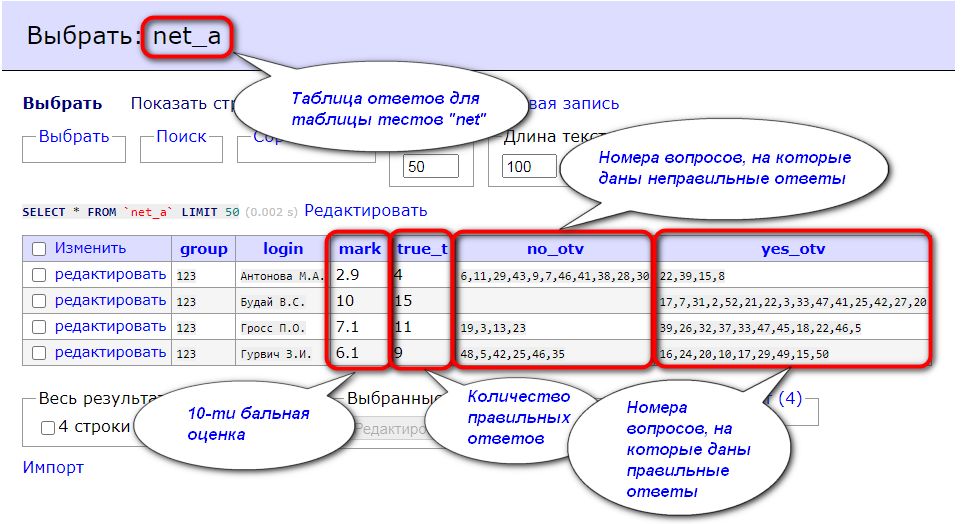 Выбрать: net_a
Таблица ответов для
таблицы тестов "net"
Выбрать Показать стр вая запись
Выбрать Поиск Длина текст
50 100
Номера вопросов, на которые
даны неправильные ответы
SELECT * FROM `net_a` LIMIT 50 (0.002 s) Редактировать
Изменить group login mark true_t no_otv yes_otv
редактировать 123 Антонова М.А. 2.9 4 6,11,29,43,9,7,46,41,38,28,30 22,39,15,8
редактировать 123 Будай В.С. 10 15 17,7,31,2,52,21,22,3,33,47,41,25,42,27,20
редактировать 123 Гросс П.О. 7.1 11 19,3,13,23 39,26,32,37,33,47,45,18,22,46,5
редактировать 123 Гурвич З.И. 6.1 9 48,5,42,25,46,35 16,24,20,10,17,29,49,15,50
Весь результат Выбранные (4)
4 строки Редактиро
Импорт
10-ти бальная
оценка
Количество
правильных
ответов
Номера
вопросов, на
которые даны
правильные
ответы